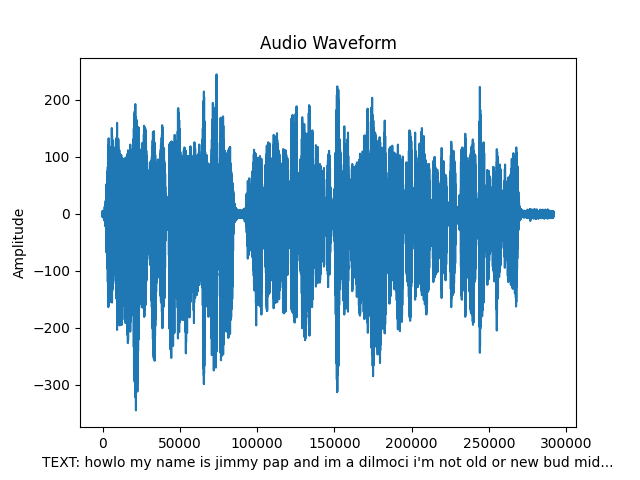 Audio Waveform
200
100
0
−100
−200
−300
Amplitude
0 50000 100000 150000 200000 250000 300000
TEXT: howlo my name is jimmy pap and im a dilmoci i'm not old or new bud mid...